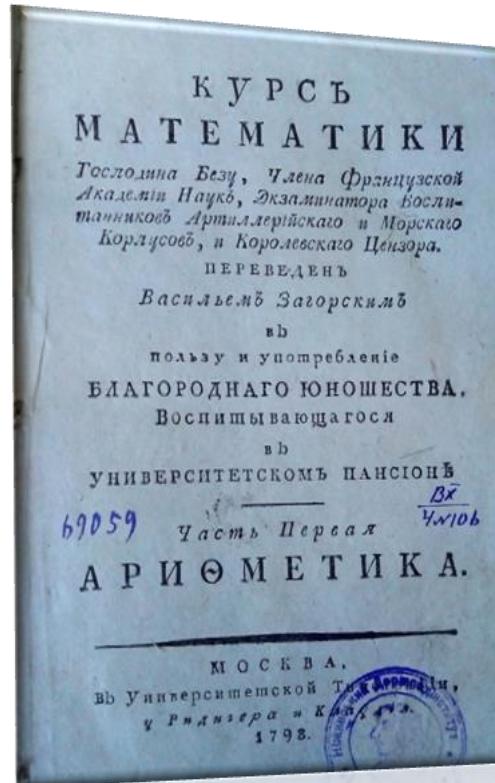 КУРСЪ
МАТЕМАТИКИ
Господина Безу, Члена Французской
Академіи Наукъ, Экзаминатора Воспи-
танниковъ Артиллерійскаго и Морскаго
Корпусовъ, и Королевскаго Цензора.
ПЕРЕВЕДЕНЪ
Васильемъ Загорскимъ
въ
пользу и употребленіе
БЛАГОРОДНАГО ЮНОШЕСТВА,
Воспитывающагося
въ
УНИВЕРСИТЕТСКОМЪ ПАНСІОНѢ
69059
Часть Первая
АРИѲМЕТИКА.
МОСКВА,
Въ Университетской
у Ридигера и
1798.